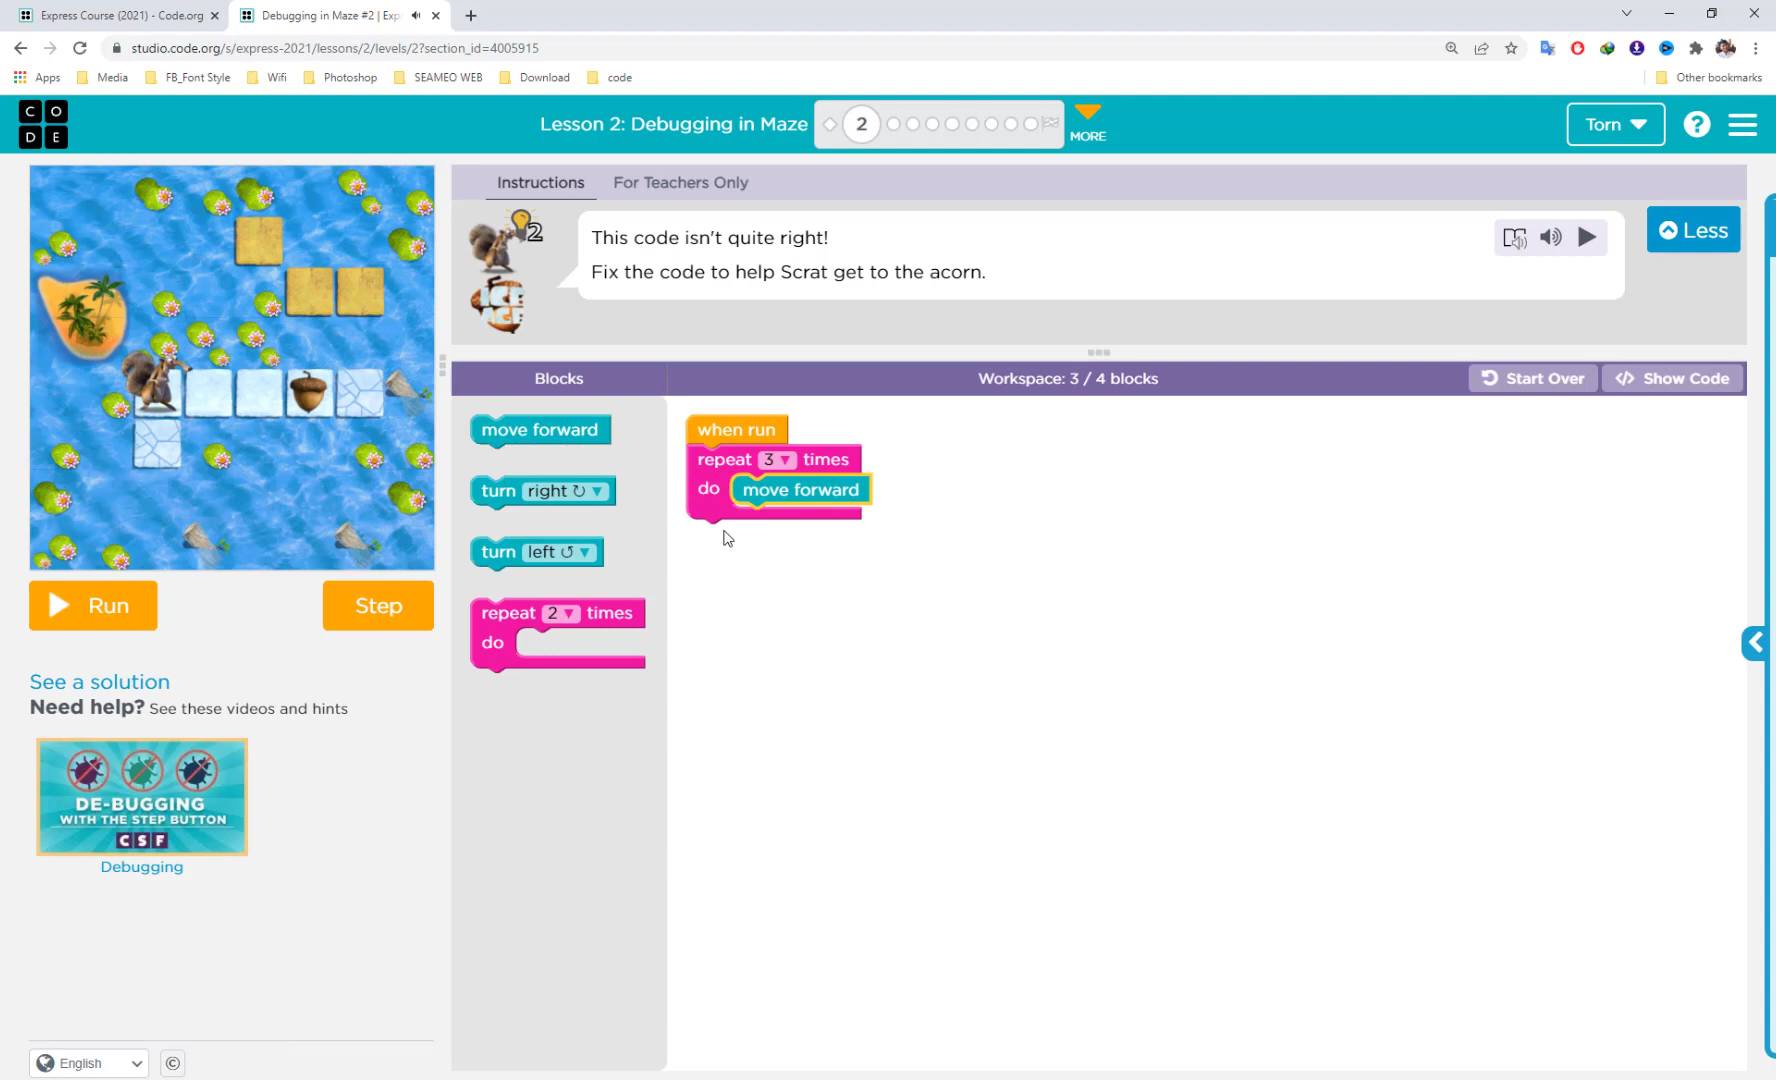 Express Course (2021) - Code.org
Debugging in Maze #2 | Exp
studio.code.org/s/express-2021/lessons/2/levels/2?section_id=4005915
Apps
Media
FB_Font Style
Wifi
Photoshop
SEAMEO WEB
Download
code
Other bookmarks
C O
D E
Lesson 2: Debugging in Maze
2
MORE
Torn
?
Instructions
For Teachers Only
2
ICE
AGE
This code isn't quite right!
Fix the code to help Scrat get to the acorn.
Less
Blocks
Workspace: 3 / 4 blocks
Start Over
Show Code
move forward
turn right
turn left
repeat 2 times
do
when run
repeat 3 times
do move forward
Run
Step
See a solution
Need help? See these videos and hints
DE-BUGGING
WITH THE STEP BUTTON
CSF
Debugging
English
©